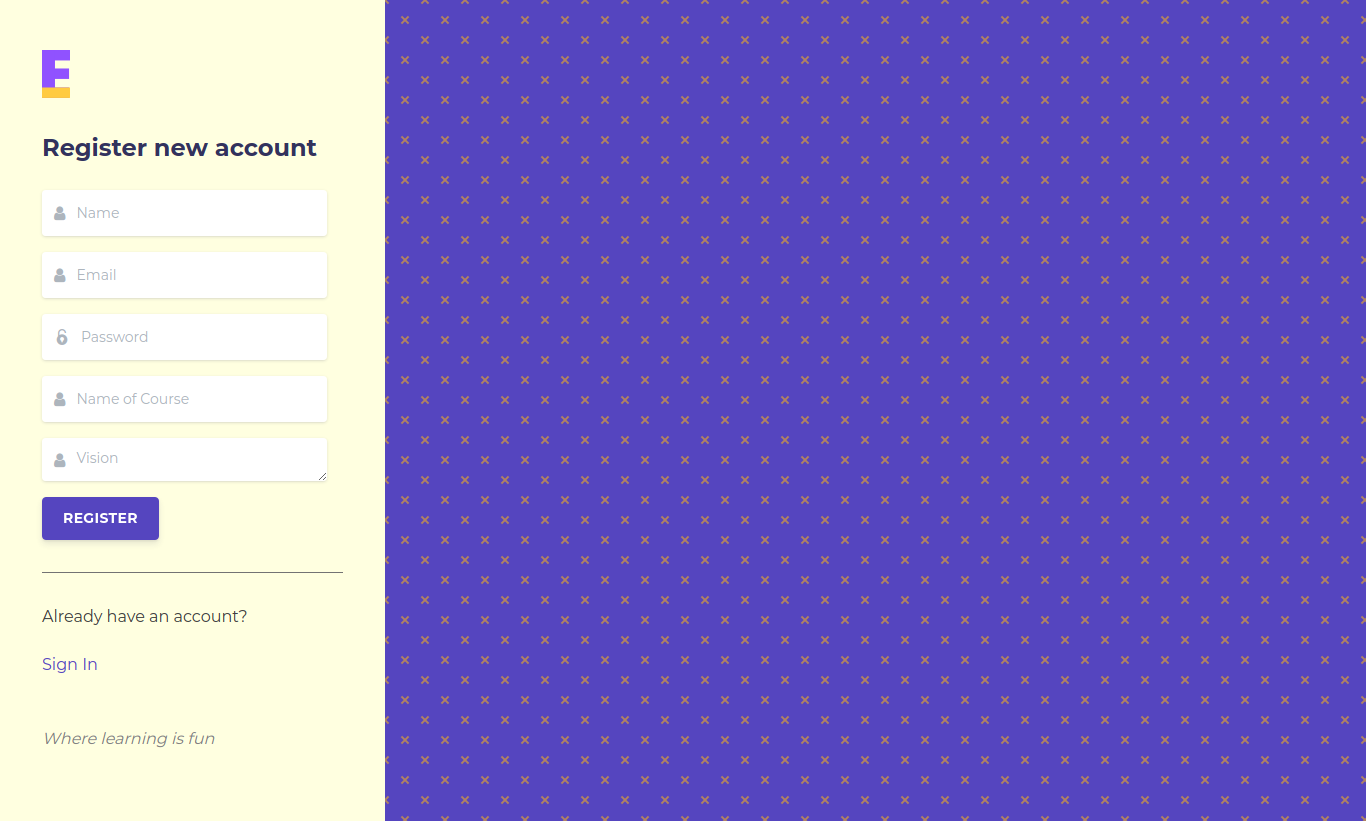 E
Register new account
Name
Email
Password
Name of Course
Vision
REGISTER
Already have an account?
Sign In
Where learning is fun